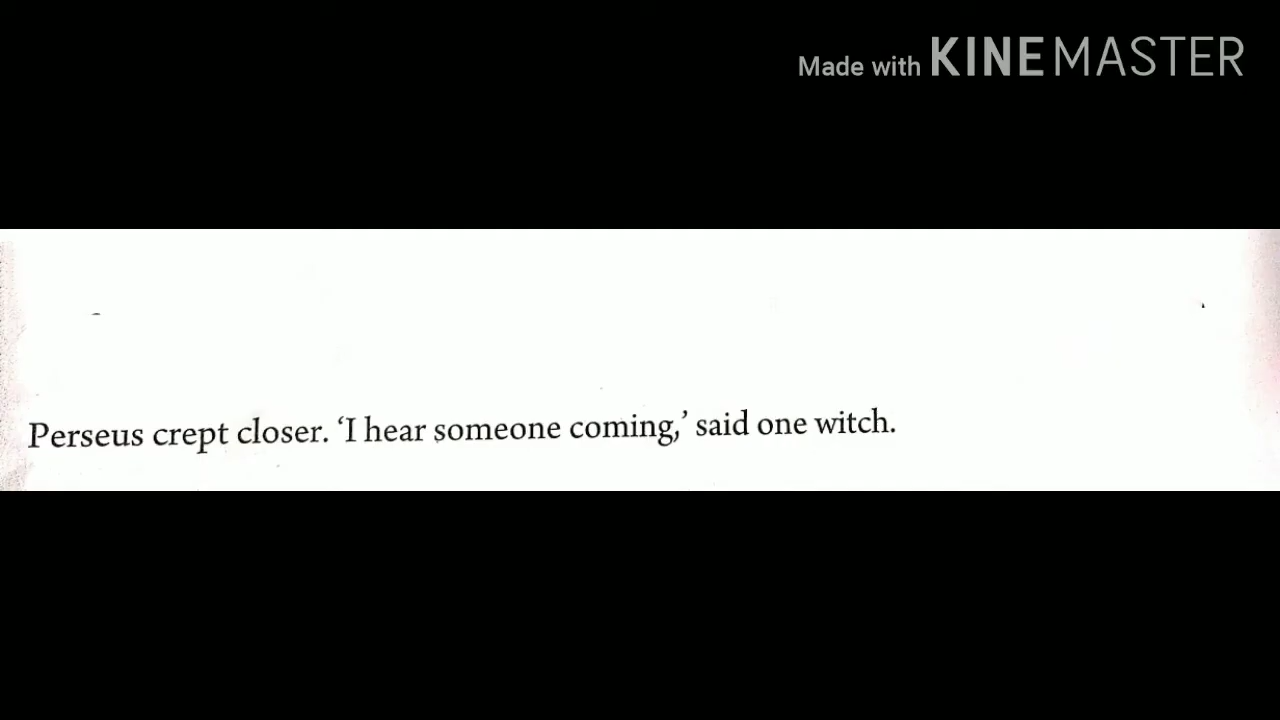 Made with KINEMASTER
Perseus crept closer. ‘I hear someone coming,’ said one witch.